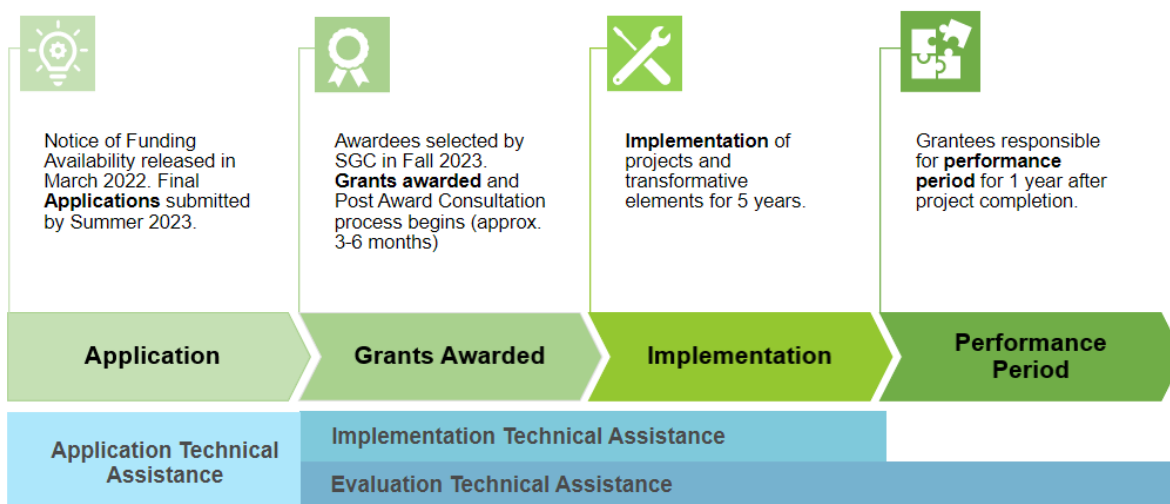 Notice of Funding
Availability released in
March 2022. Final
Applications submitted
by Summer 2023.
Awardees selected by
SGC in Fall 2023.
Grants awarded and
Post Award Consultation
process begins (approx.
3-6 months)
Implementation of
projects and
transformative
elements for 5 years.
Grantees responsible
for performance
period for 1 year after
project completion.
Application
Grants Awarded
Implementation
Performance
Period
Application Technical
Assistance
Implementation Technical Assistance
Evaluation Technical Assistance